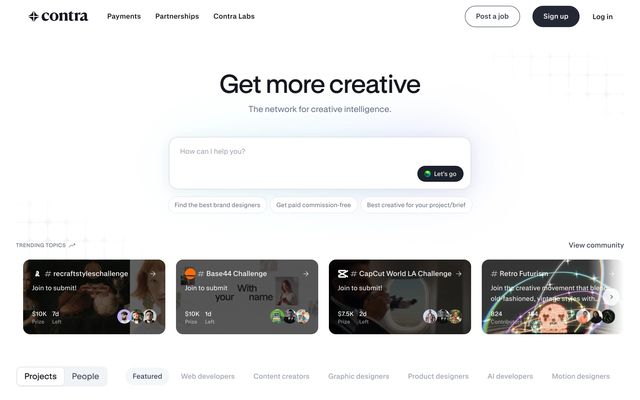 contra
Payments Partnerships Contra Labs
Post a job Sign up Log in
Get more creative
The network for creative intelligence.
How can I help you?
Let's go
Find the best brand designers Get paid commission-free Best creative for your project/brief
TRENDING TOPICS
View community
# recraftstyleschallenge
Join to submit!
$10K 7d
Prize Left
# Base44 Challenge
Join to submit
With
your name
$10K 1d
Prize Left
# CapCut World LA Challenge
Join to submit!
$7.5K 2d
Prize Left
# Retro Futurism
Join the creative movement that blends
old-fashioned, vintage styles with...
824
Contributors
Projects People
Featured Web developers Content creators Graphic designers Product designers AI developers Motion designers